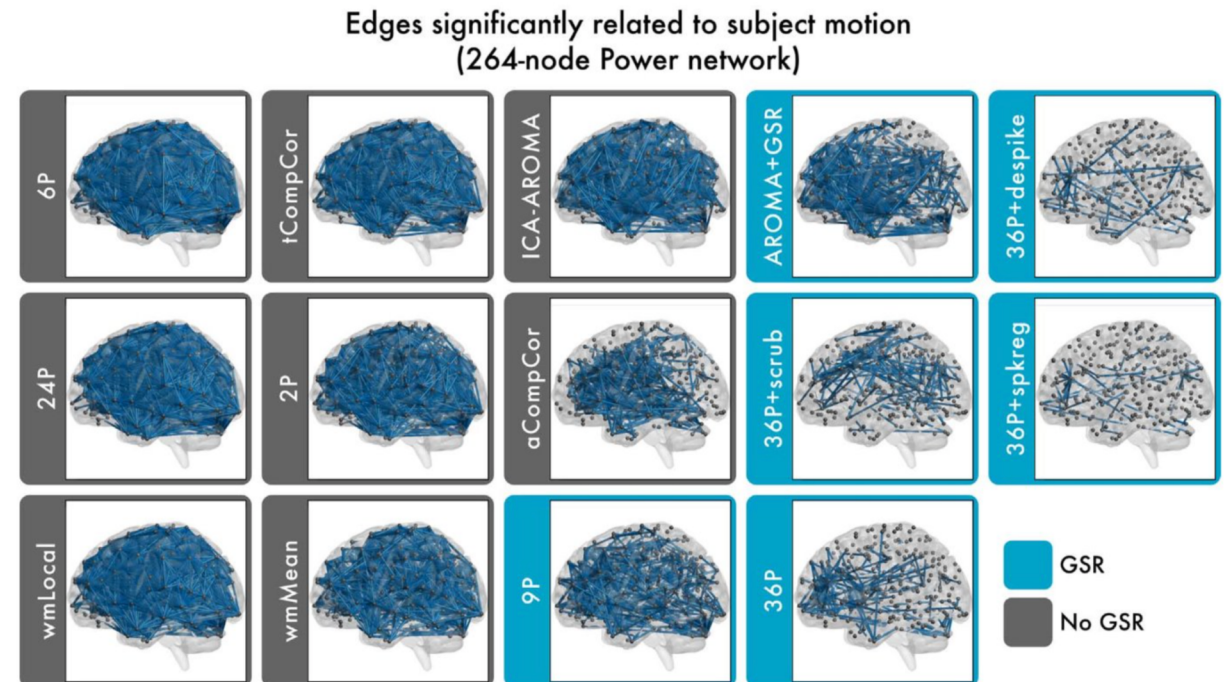 Edges significantly related to subject motion
(264-node Power network)
6P
tCompCor
ICA-AROMA
AROMA+GSR
36P+despike
24P
2P
aCompCor
36P+scrub
36P+spkreg
wmLocal
wmMean
9P
36P
GSR
No GSR